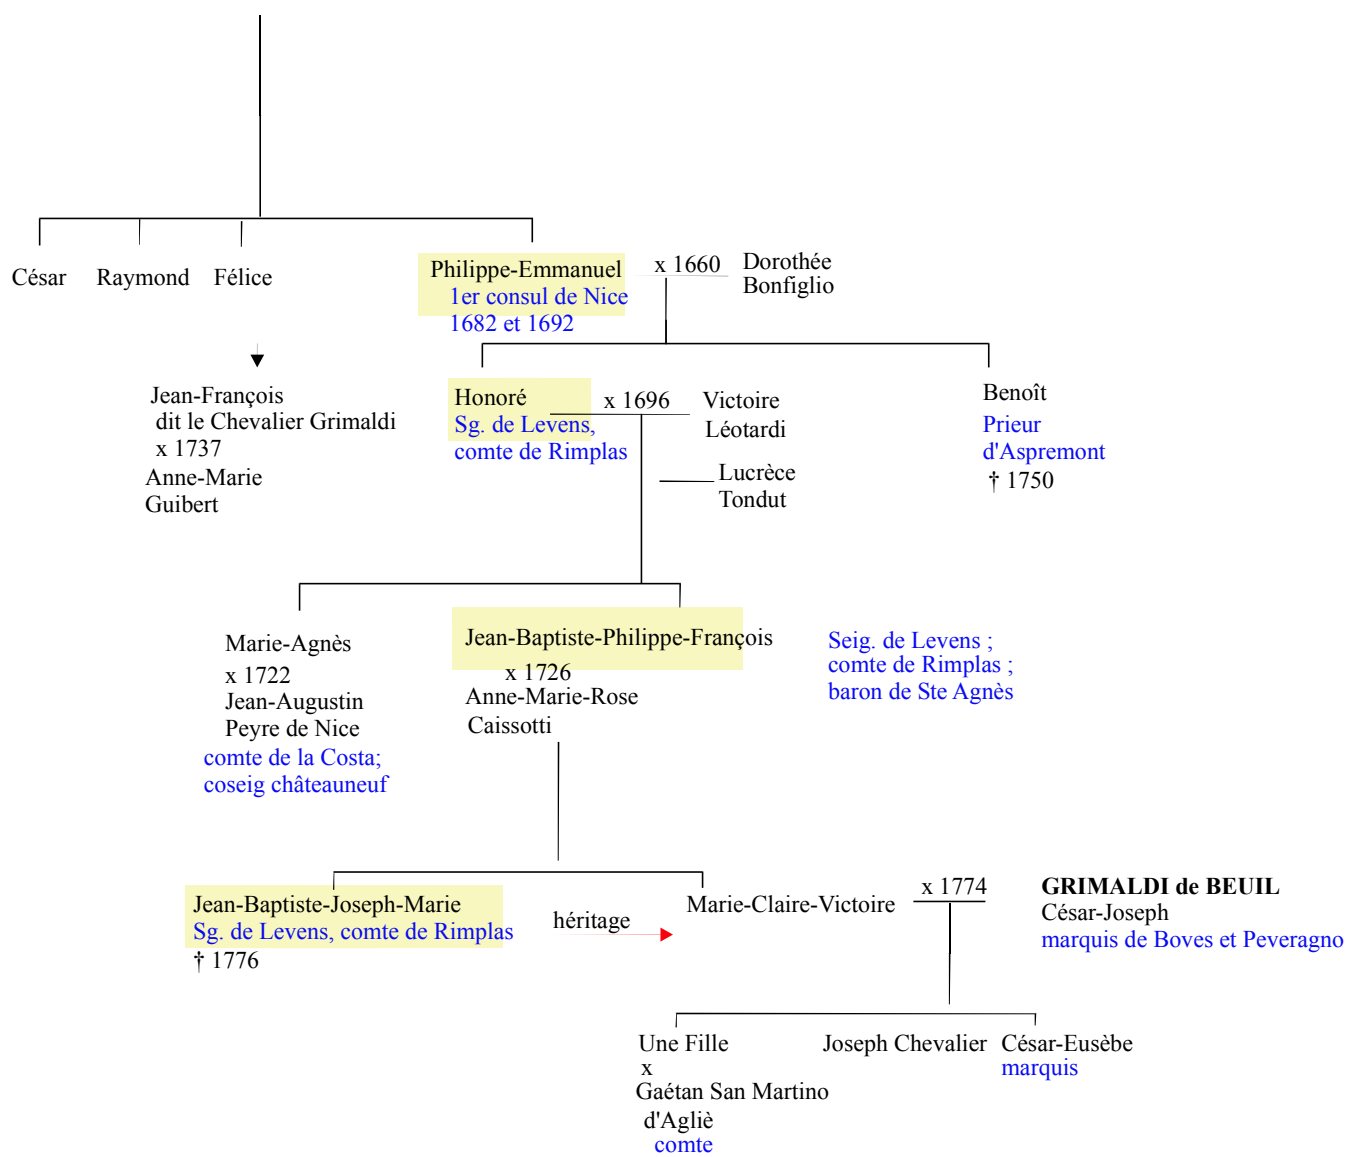 César
Raymond
Félice
Philippe-Emmanuel
1er consul de Nice
1682 et 1692
x 1660
Dorothée
Bonfiglio
Jean-François
dit le Chevalier Grimaldi
x 1737
Anne-Marie
Guibert
Honoré
Sg. de Levens,
comte de Rimplas
x 1696
Victoire
Léotardi
Lucrèce
Tondut
Benoît
Prieur
d'Aspremont
† 1750
Marie-Agnès
x 1722
Jean-Augustin
Peyre de Nice
comte de la Costa;
coseig châteauneuf
Jean-Baptiste-Philippe-François
x 1726
Anne-Marie-Rose
Caissotti
Seig. de Levens ;
comte de Rimplas ;
baron de Ste Agnès
Jean-Baptiste-Joseph-Marie
Sg. de Levens, comte de Rimplas
† 1776
héritage
Marie-Claire-Victoire
x 1774
GRIMALDI de BEUIL
César-Joseph
marquis de Boves et Peveragno
Une Fille
x
Gaétan San Martino
d'Agliè
comte
Joseph Chevalier
César-Eusèbe
marquis